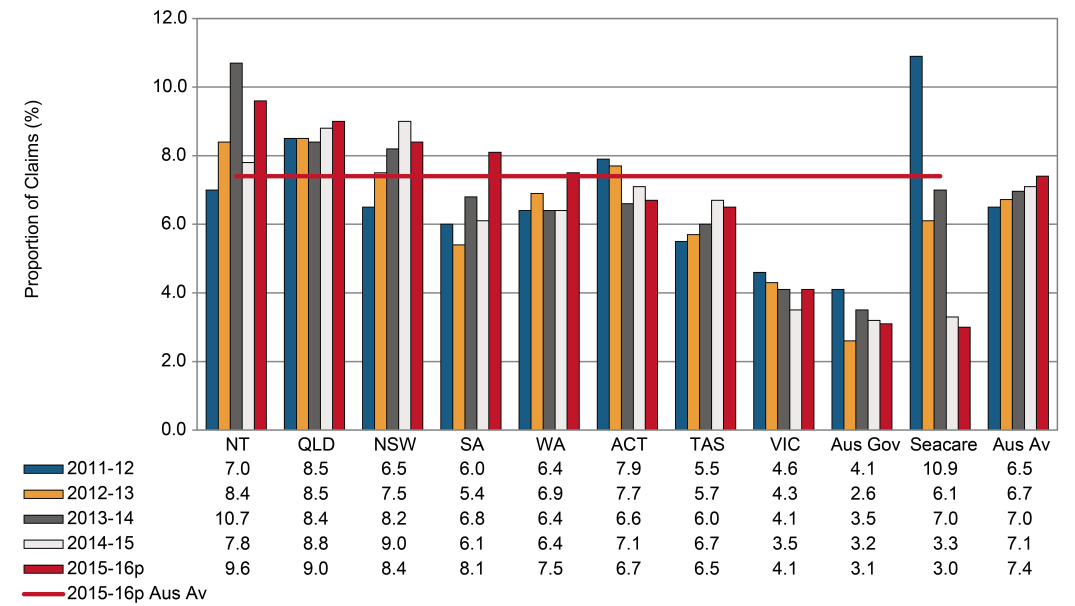 Proportion of Claims (%)
12.0
10.0
8.0
6.0
4.0
2.0
0.0
NT QLD NSW SA WA ACT TAS VIC Aus Gov Seacare Aus Av
2011-12 7.0 8.5 6.5 6.0 6.4 7.9 5.5 4.6 4.1 10.9 6.5
2012-13 8.4 8.5 7.5 5.4 6.9 7.7 5.7 4.3 2.6 6.1 6.7
2013-14 10.7 8.4 8.2 6.8 6.4 6.6 6.0 4.1 3.5 7.0 7.0
2014-15 7.8 8.8 9.0 6.1 6.4 7.1 6.7 3.5 3.2 3.3 7.1
2015-16p 9.6 9.0 8.4 8.1 7.5 6.7 6.5 4.1 3.1 3.0 7.4
2015-16p Aus Av